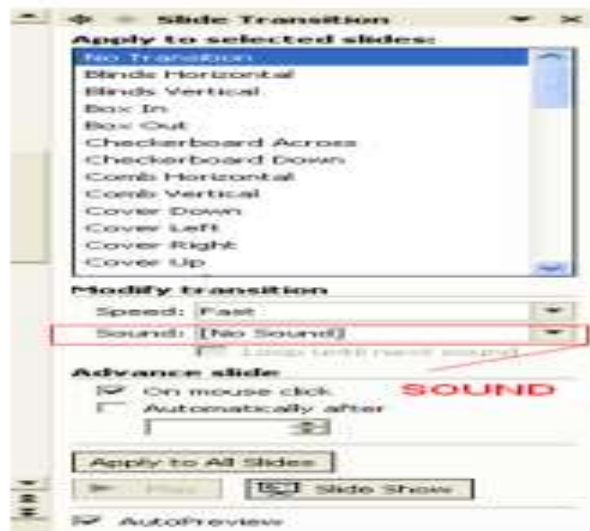 Slide Transition
Apply to selected slides:
No Transition
Blinds Horizontal
Blinds Vertical
Box In
Box Out
Checkerboard Across
Checkerboard Down
Comb Horizontal
Comb Vertical
Cover Down
Cover Left
Cover Right
Cover Up
Modify transition
Speed: Fast
Sound: [No Sound]
Loop until next sound
Advance slide
On mouse click
SOUND
Automatically after
Apply to All Slides
Play Slide Show
AutoPreview